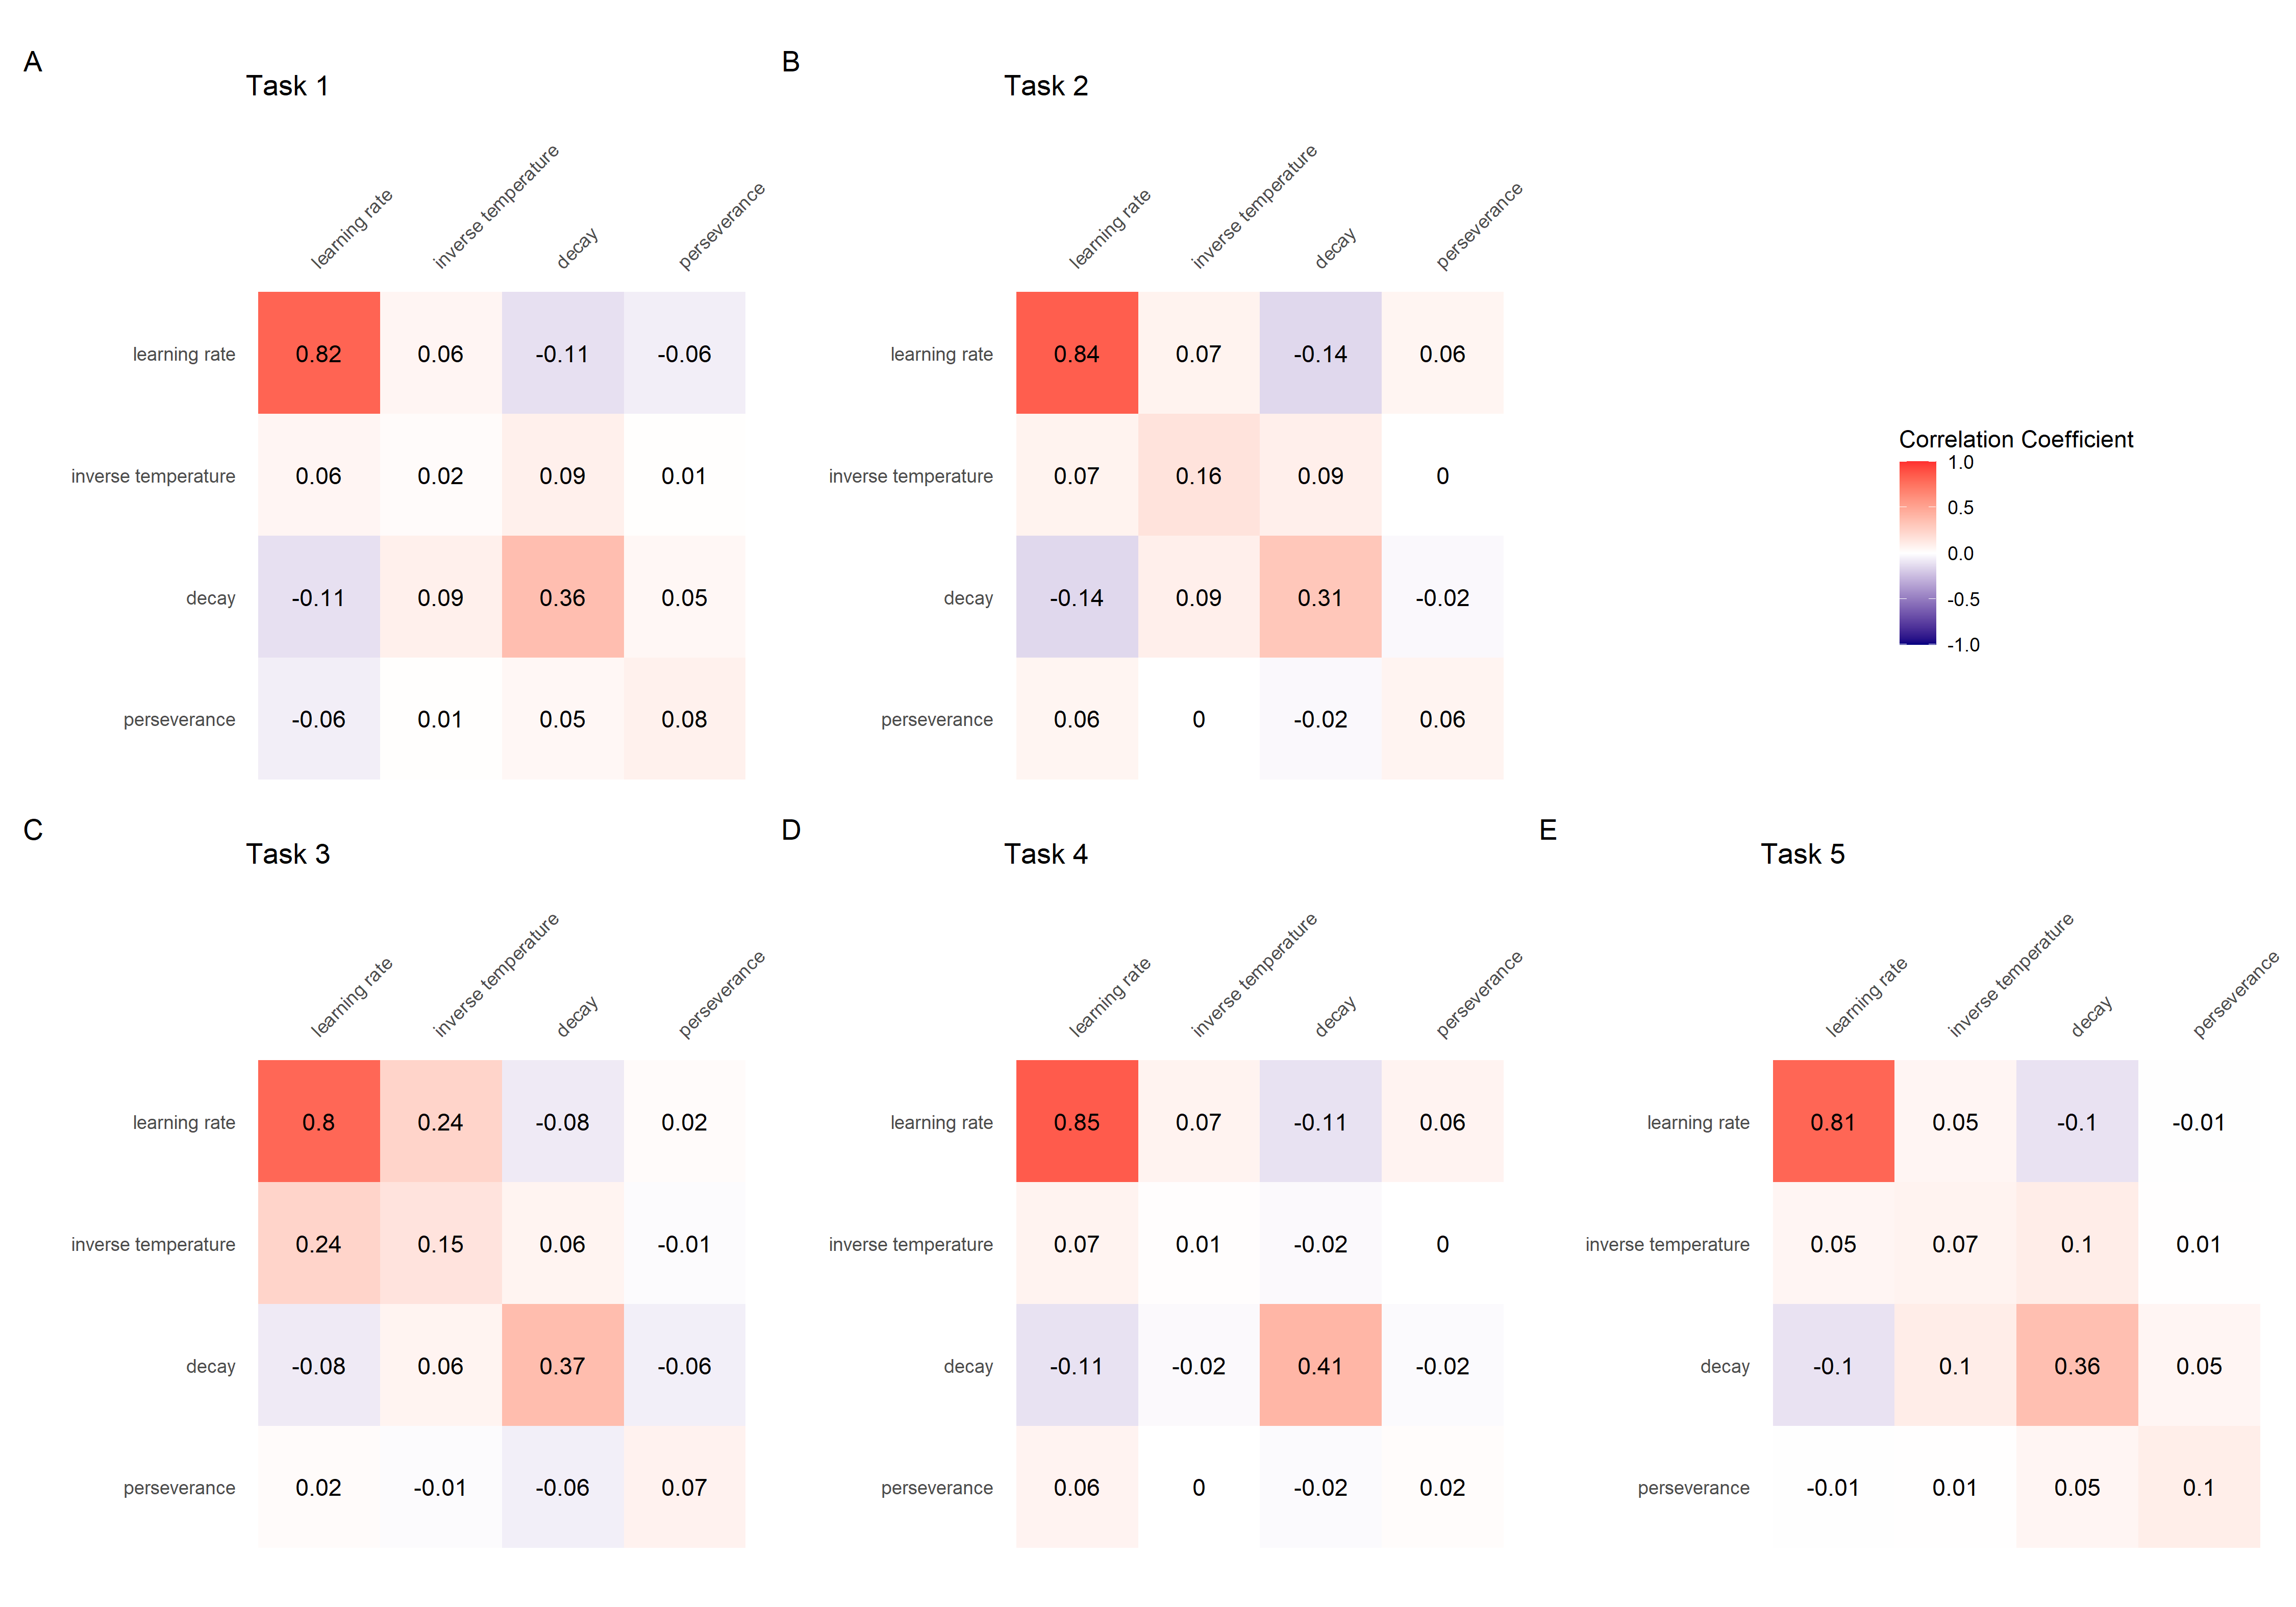 A
Task 1
learning rate
inverse temperature
decay
perseverance
learning rate 0.82 0.06 -0.11 -0.06
inverse temperature 0.06 0.02 0.09 0.01
decay -0.11 0.09 0.36 0.05
perseverance -0.06 0.01 0.05 0.08
B
Task 2
learning rate
inverse temperature
decay
perseverance
learning rate 0.84 0.07 -0.14 0.06
inverse temperature 0.07 0.16 0.09 0
decay -0.14 0.09 0.31 -0.02
perseverance 0.06 0 -0.02 0.06
Correlation Coefficient
1.0
0.5
0.0
-0.5
-1.0
C
Task 3
learning rate
inverse temperature
decay
perseverance
learning rate 0.8 0.24 -0.08 0.02
inverse temperature 0.24 0.15 0.06 -0.01
decay -0.08 0.06 0.37 -0.06
perseverance 0.02 -0.01 -0.06 0.07
D
Task 4
learning rate
inverse temperature
decay
perseverance
learning rate 0.85 0.07 -0.11 0.06
inverse temperature 0.07 0.01 -0.02 0
decay -0.11 -0.02 0.41 -0.02
perseverance 0.06 0 -0.02 0.02
E
Task 5
learning rate
inverse temperature
decay
perseverance
learning rate 0.81 0.05 -0.1 -0.01
inverse temperature 0.05 0.07 0.1 0.01
decay -0.1 0.1 0.36 0.05
perseverance -0.01 0.01 0.05 0.1